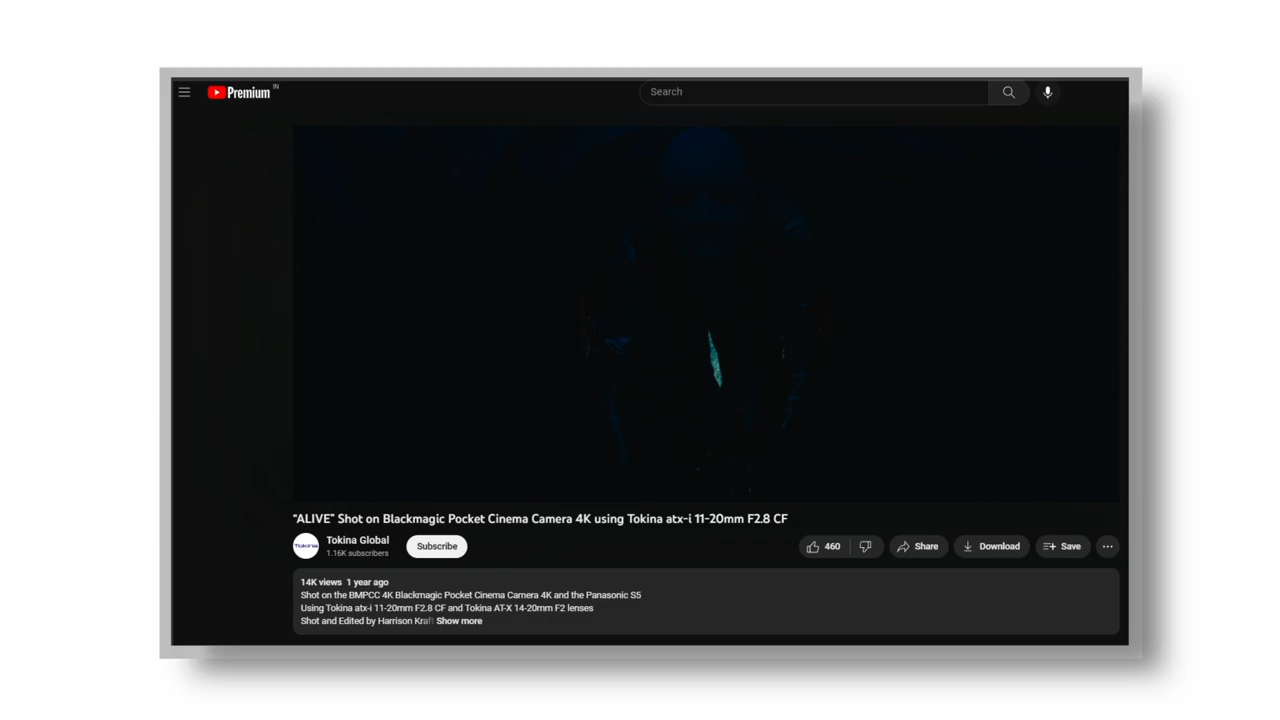 Premium IN
Search
"ALIVE" Shot on Blackmagic Pocket Cinema Camera 4K using Tokina atx-i 11-20mm F2.8 CF
Tokina
Tokina Global
1.16K subscribers
Subscribe
460
Share
Download
Save
14K views 1 year ago
Shot on the BMPCC 4K Blackmagic Pocket Cinema Camera 4K and the Panasonic S5
Using Tokina atx-i 11-20mm F2.8 CF and Tokina AT-X 14-20mm F2 lenses
Shot and Edited by Harrison Kraft Show more